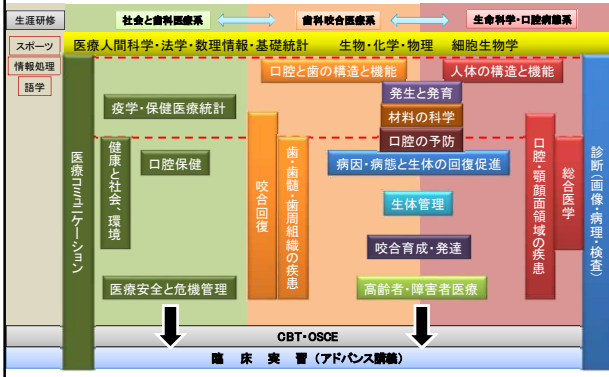 生涯研修
社会と歯科医療系
歯科咬合医療系
生命科学・口腔病態系
スポーツ
医療人間科学・法学・数理情報・基礎統計 生物・化学・物理 細胞生物学
情報処理
語学
口腔と歯の構造と機能
人体の構造と機能
発生と発育
疫学・保健医療統計
材料の科学
口腔の予防
医療コミュニケーション
健康と社会、環境
口腔保健
咬合回復
歯・歯髄・歯周組織の疾患
病因・病態と生体の回復促進
口腔・顎顔面領域の疾患
総合医学
診断(画像・病理・検査)
生体管理
咬合育成・発達
医療安全と危機管理
高齢者・障害者医療
CBT・OSCE
臨床実習(アドバンス講義)